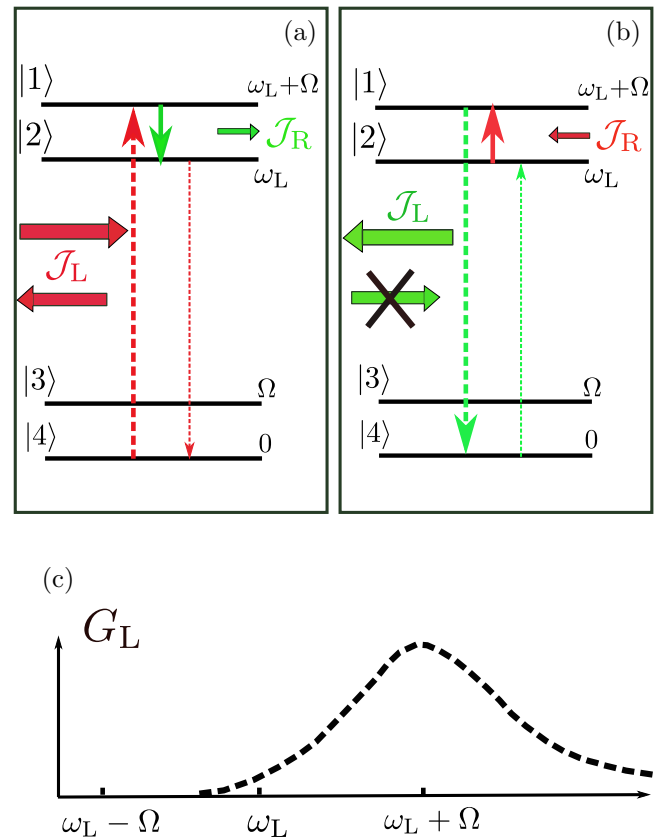 (a)
|1⟩
ω_L+Ω
|2⟩
𝒥_R
ω_L
𝒥_L
|3⟩
Ω
|4⟩
0
(b)
|1⟩
ω_L+Ω
|2⟩
𝒥_R
ω_L
𝒥_L
|3⟩
Ω
|4⟩
0
(c)
G_L
ω_L − Ω
ω_L
ω_L + Ω